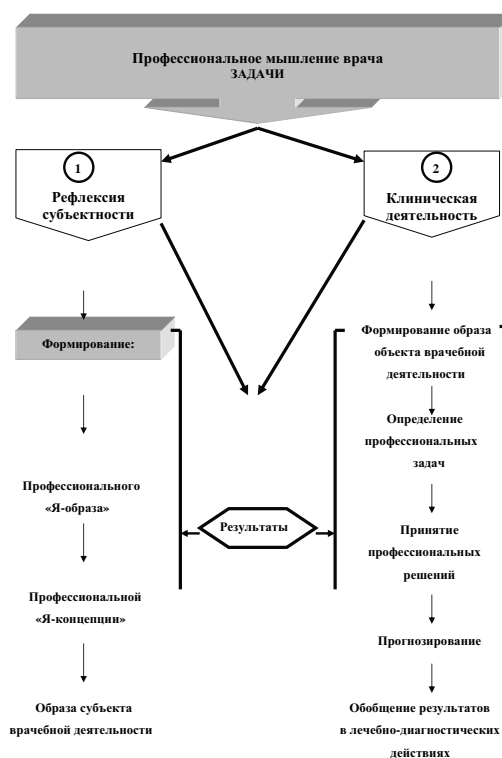 Профессиональное мышление врача
ЗАДАЧИ
1
Рефлексия
субъектности
2
Клиническая
деятельность
Формирование:
Профессионального
«Я-образа»
Профессиональной
«Я-концепции»
Образа субъекта
врачебной деятельности
Результаты
Формирование образа
объекта врачебной
деятельности
Определение
профессиональных
задач
Принятие
профессиональных
решений
Прогнозирование
Обобщение результатов
в лечебно-диагностических
действиях